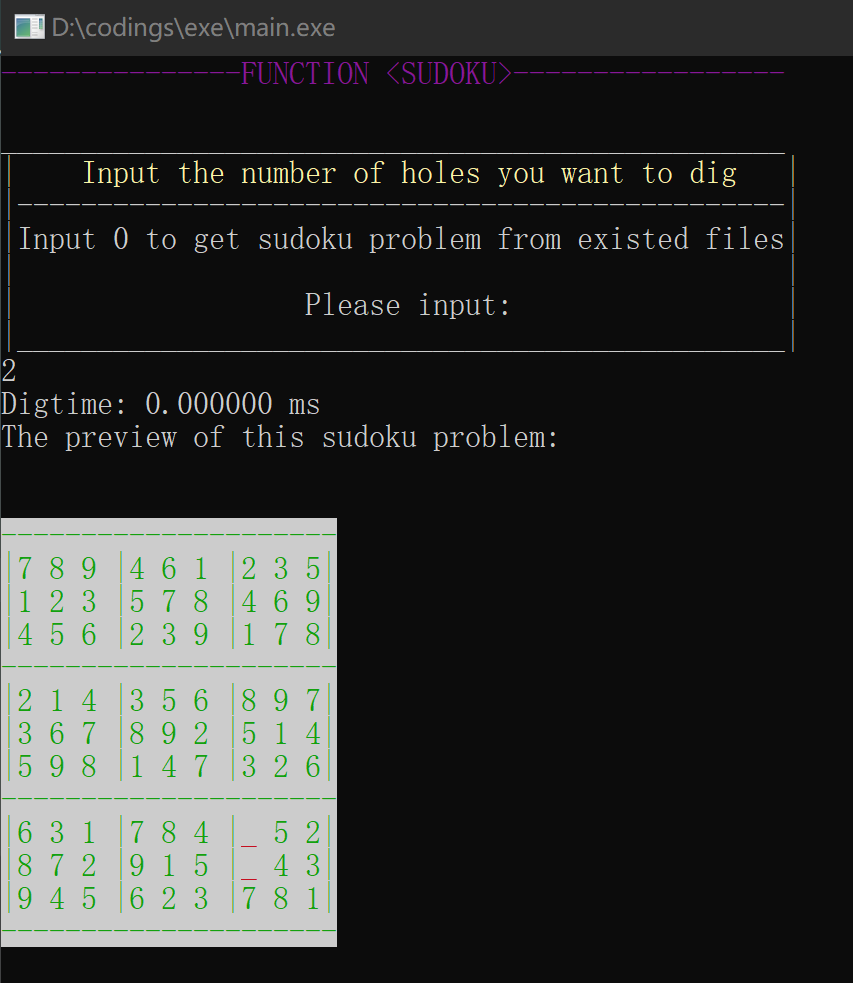 D:\codings\exe\main.exe
---------------FUNCTION <SUDOKU>-----------------
_________________________________________________
|    Input the number of holes you want to dig   |
|------------------------------------------------|
|Input 0 to get sudoku problem from existed files|
|                                                |
|                  Please input:                 |
|________________________________________________|
2
Digtime: 0.000000 ms
The preview of this sudoku problem:
---------------------
|7 8 9 |4 6 1 |2 3 5|
|1 2 3 |5 7 8 |4 6 9|
|4 5 6 |2 3 9 |1 7 8|
---------------------
|2 1 4 |3 5 6 |8 9 7|
|3 6 7 |8 9 2 |5 1 4|
|5 9 8 |1 4 7 |3 2 6|
---------------------
|6 3 1 |7 8 4 |_ 5 2|
|8 7 2 |9 1 5 |_ 4 3|
|9 4 5 |6 2 3 |7 8 1|
---------------------